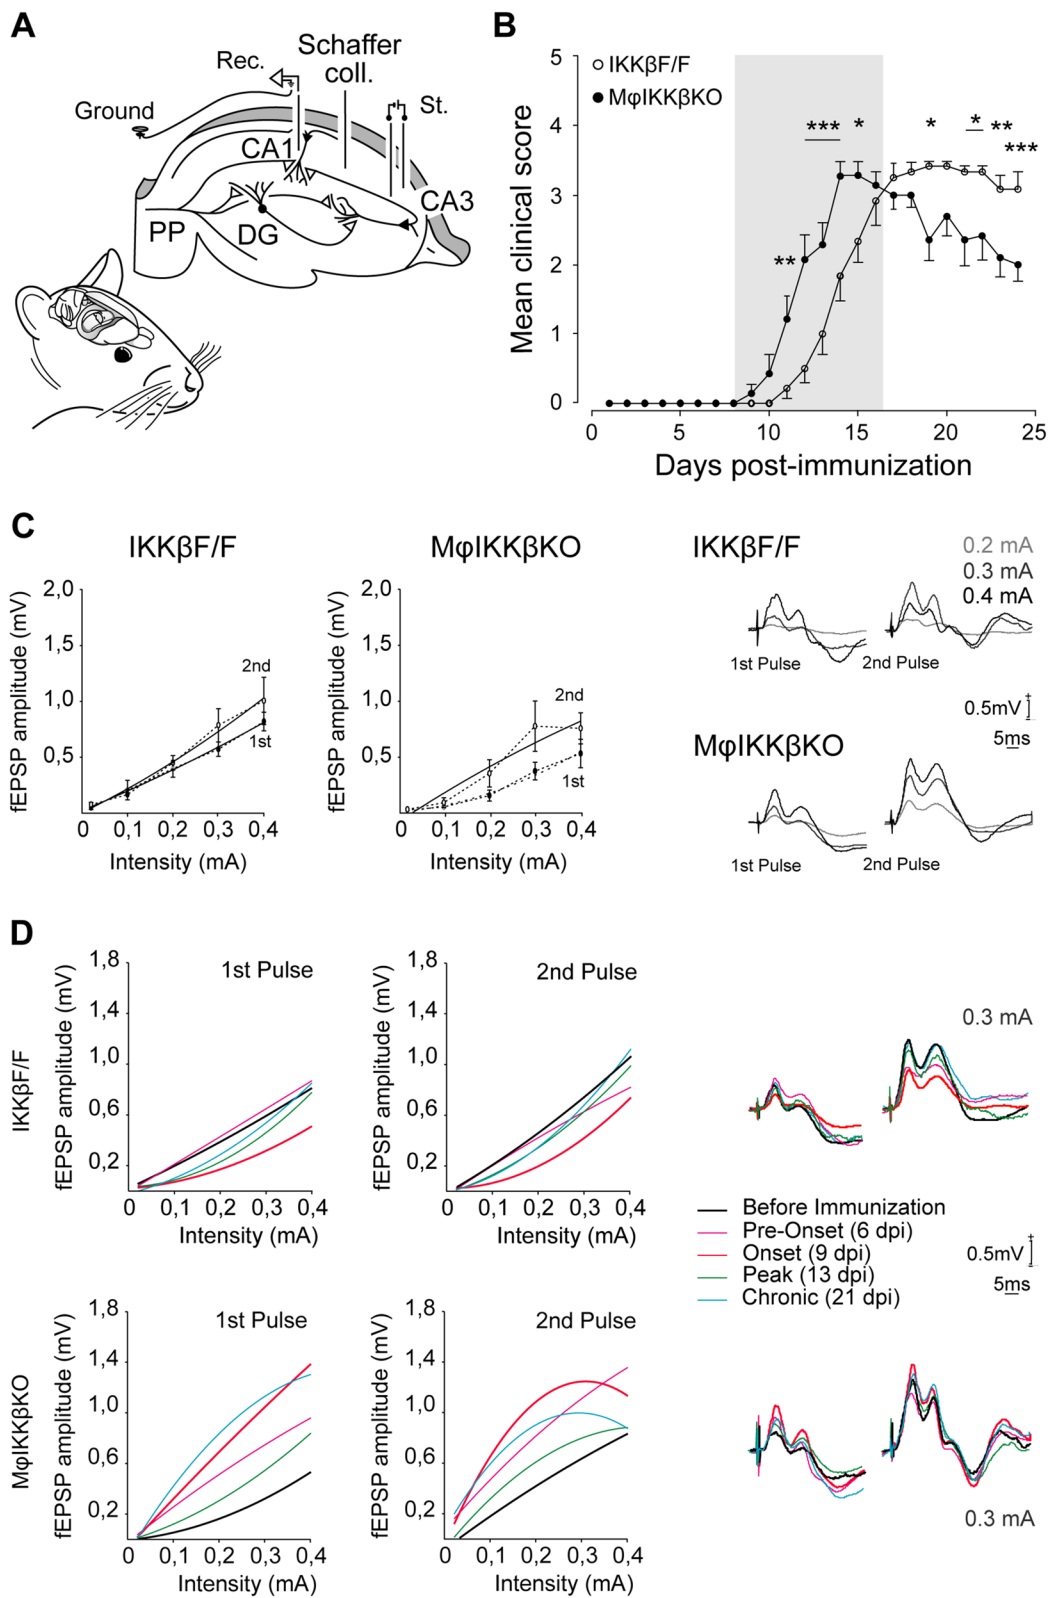 A
Rec.
Schaffer
coll.
Ground
St.
CA1
CA3
PP
DG
B
5
4
3
2
1
0
Mean clinical score
IKKβF/F
MφIKKβKO
***
*
*
*
**
***
**
0
5
10
15
20
25
Days post-immunization
C
IKKβF/F
fEPSP amplitude (mV)
2,0
1,5
1,0
0,5
2nd
1st
0
0,1
0,2
0,3
0,4
Intensity (mA)
MφIKKβKO
fEPSP amplitude (mV)
2,0
1,5
1,0
0,5
2nd
1st
0
0,1
0,2
0,3
0,4
Intensity (mA)
IKKβF/F
0.2 mA
0.3 mA
0.4 mA
1st Pulse
2nd Pulse
0.5mV
5ms
MφIKKβKO
1st Pulse
2nd Pulse
D
IKKβF/F
fEPSP amplitude (mV)
1,8
1,4
1,0
0,6
0,2
1st Pulse
0
0,1
0,2
0,3
0,4
Intensity (mA)
fEPSP amplitude (mV)
1,8
1,4
1,0
0,6
0,2
2nd Pulse
0
0,1
0,2
0,3
0,4
Intensity (mA)
0.3 mA
Before Immunization
Pre-Onset (6 dpi)
Onset (9 dpi)
Peak (13 dpi)
Chronic (21 dpi)
0.5mV
5ms
MφIKKβKO
fEPSP amplitude (mV)
1,8
1,4
1,0
0,6
0,2
1st Pulse
0
0,1
0,2
0,3
0,4
Intensity (mA)
fEPSP amplitude (mV)
1,8
1,4
1,0
0,6
0,2
2nd Pulse
0
0,1
0,2
0,3
0,4
Intensity (mA)
0.3 mA